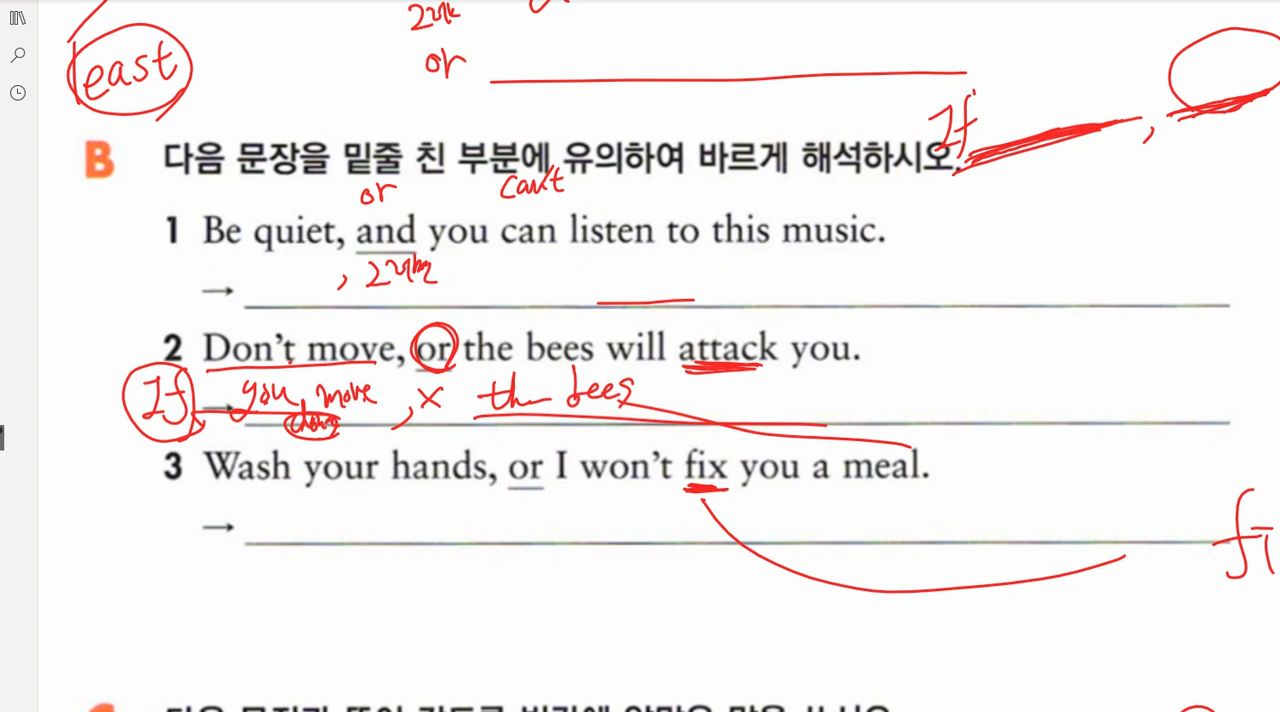 or
east
If ,
B 다음 문장을 밑줄 친 부분에 유의하여 바르게 해석하시오.
or can't
1 Be quiet, and you can listen to this music.
→ ,
2 Don't move, or the bees will attack you.
If → you move , x the bees
3 Wash your hands, or I won't fix you a meal.
→ fi